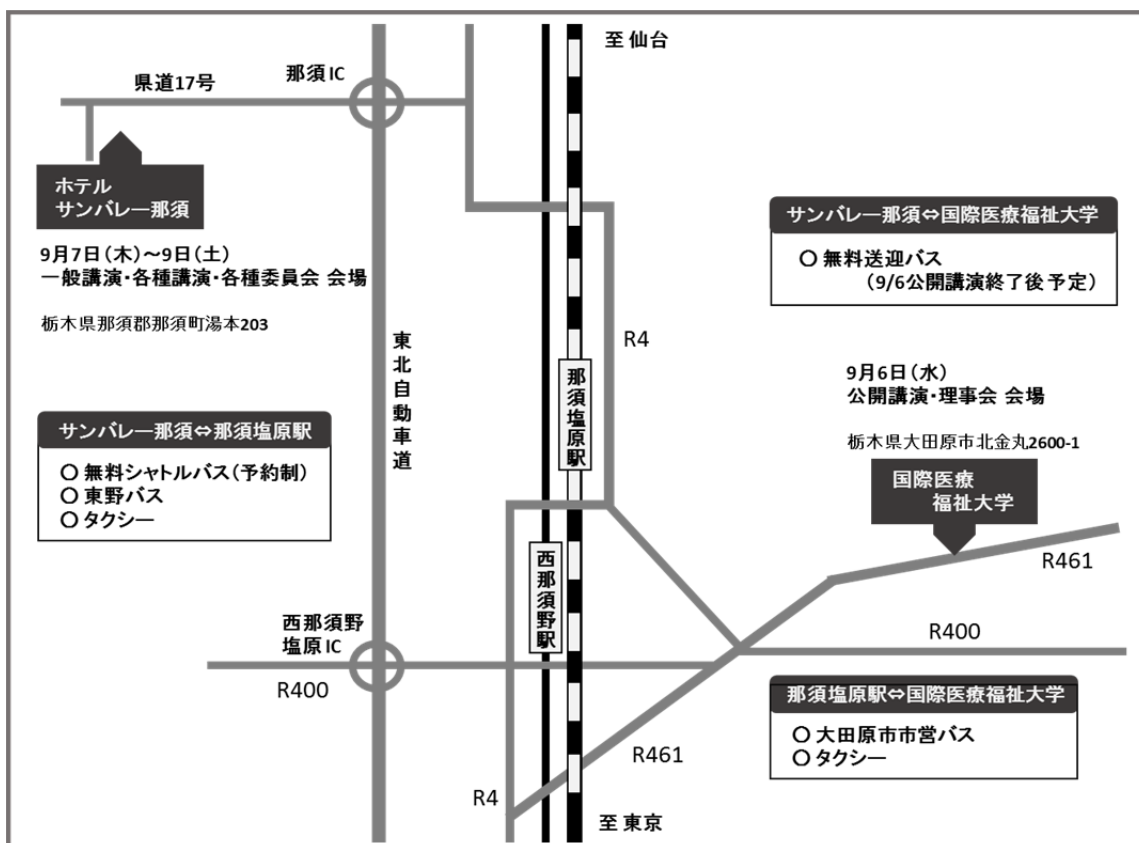 至 仙台
那須 IC
県道17号
ホテル
サンバレー那須
9月7日(木)～9日(土)
一般講演・各種講演・各種委員会 会場
栃木県那須郡那須町湯本203
サンバレー那須⇔国際医療福祉大学
○ 無料送迎バス
(9/6公開講演終了後予定)
R4
東北自動車道
那須塩原駅
9月6日(水)
公開講演・理事会 会場
栃木県大田原市北金丸2600-1
国際医療
福祉大学
サンバレー那須⇔那須塩原駅
○ 無料シャトルバス(予約制)
○ 東野バス
○ タクシー
R461
西那須野駅
西那須野
塩原 IC
R400
R400
那須塩原駅⇔国際医療福祉大学
○ 大田原市市営バス
○ タクシー
R461
R4
至 東京